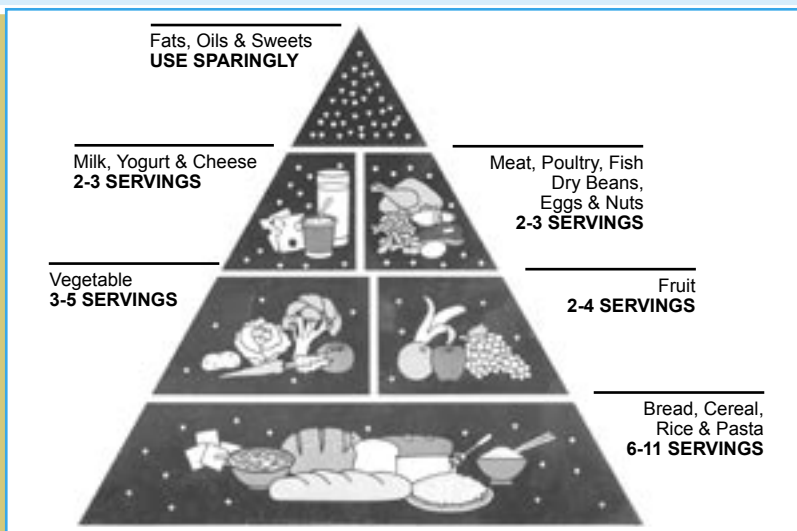 Fats, Oils & Sweets
USE SPARINGLY
Milk, Yogurt & Cheese
2-3 SERVINGS
Meat, Poultry, Fish
Dry Beans,
Eggs & Nuts
2-3 SERVINGS
Vegetable
3-5 SERVINGS
Fruit
2-4 SERVINGS
Bread, Cereal,
Rice & Pasta
6-11 SERVINGS